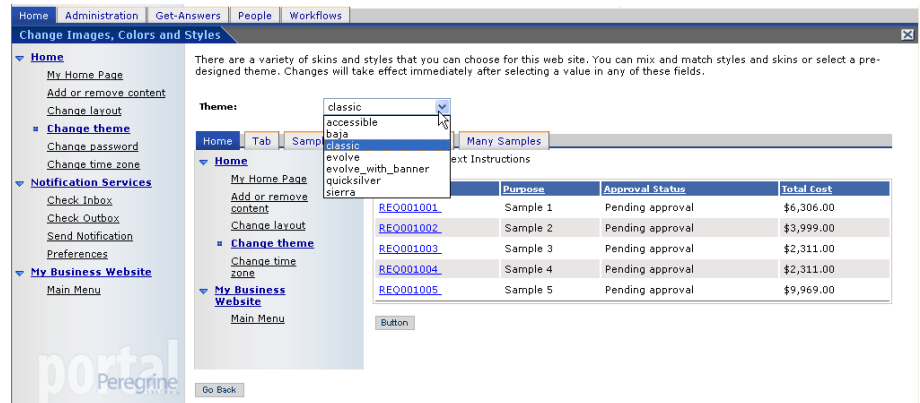 Home Administration Get-Answers People Workflows
Change Images, Colors and Styles
Home
My Home Page
Add or remove content
Change layout
Change theme
Change password
Change time zone
Notification Services
Check Inbox
Check Outbox
Send Notification
Preferences
My Business Website
Main Menu
portal
Peregrine
There are a variety of skins and styles that you can choose for this web site. You can mix and match styles and skins or select a pre-
designed theme. Changes will take effect immediately after selecting a value in any of these fields.
Theme: classic
accessible
baja
classic
evolve
evolve_with_banner
quicksilver
sierra
Home Tab Samp Many Samples
Home
My Home Page
Add or remove
content
Change layout
Change theme
Change time
zone
My Business
Website
Main Menu
ext Instructions
Purpose Approval Status Total Cost
REQ001001 Sample 1 Pending approval $6,306.00
REQ001002 Sample 2 Pending approval $3,999.00
REQ001003 Sample 3 Pending approval $2,311.00
REQ001004 Sample 4 Pending approval $2,311.00
REQ001005 Sample 5 Pending approval $9,969.00
Button
Go Back